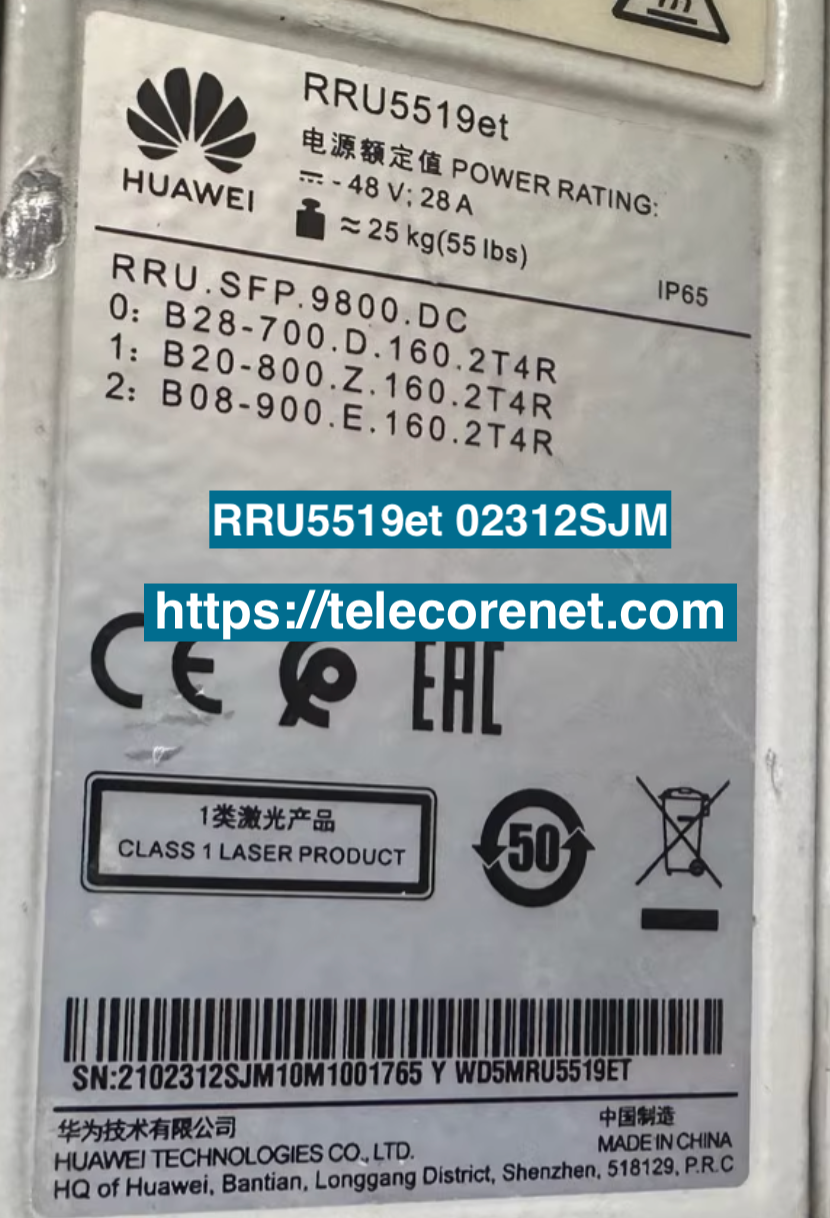 HUAWEI
RRU5519et
电源额定值 POWER RATING:
⎓ - 48 V; 28 A
≈ 25 kg(55 lbs)
IP65
RRU.SFP.9800.DC
0: B28-700.D.160.2T4R
1: B20-800.Z.160.2T4R
2: B08-900.E.160.2T4R
RRU5519et 02312SJM
https://telecorenet.com
CE EAC
1类激光产品
CLASS 1 LASER PRODUCT
50
SN:2102312SJM10M1001765 Y WD5MRU5519ET
华为技术有限公司
中国制造
HUAWEI TECHNOLOGIES CO., LTD.
MADE IN CHINA
HQ of Huawei, Bantian, Longgang District, Shenzhen, 518129, P.R.C